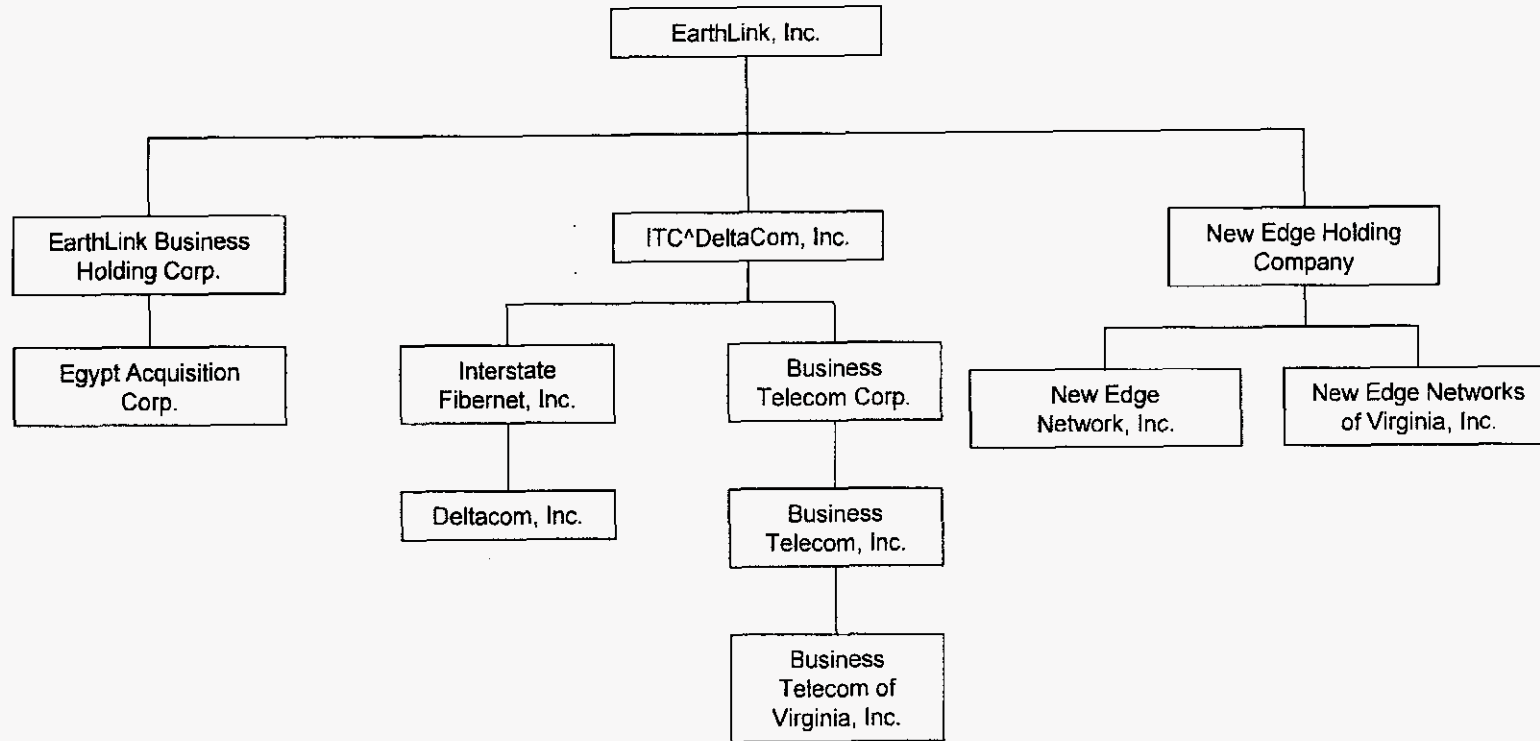 EarthLink, Inc.
EarthLink Business
Holding Corp.
ITC^DeltaCom, Inc.
New Edge Holding
Company
Egypt Acquisition
Corp.
Interstate
Fibernet, Inc.
Business
Telecom Corp.
New Edge
Network, Inc.
New Edge Networks
of Virginia, Inc.
Deltacom, Inc.
Business
Telecom, Inc.
Business
Telecom of
Virginia, Inc.